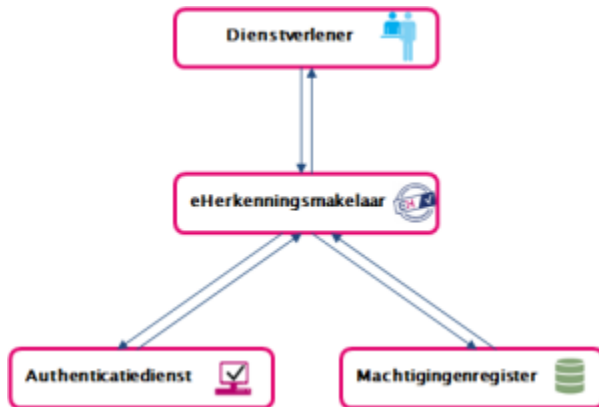 Dienstverlener
eHerkenningsmakelaar
Authenticatiedienst
Machtigingenregister